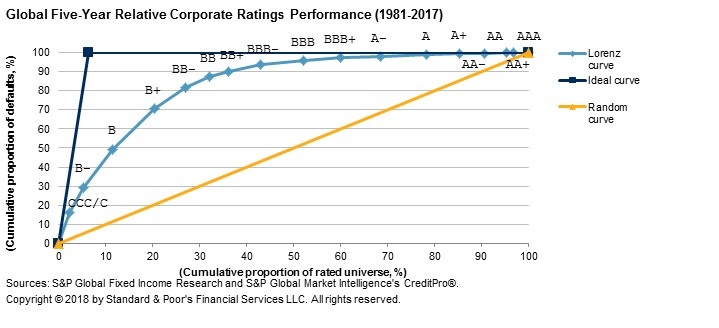 Global Five-Year Relative Corporate Ratings Performance (1981-2017)
(Cumulative proportion of defaults, %)
100
90
80
70
60
50
40
30
20
10
0
CCC/C
B−
B
B+
BB−
BB
BB+
BBB−
BBB
BBB+
A−
A
A+
AA−
AA
AA+
AAA
Lorenz
curve
Ideal curve
Random
curve
0 10 20 30 40 50 60 70 80 90 100
(Cumulative proportion of rated universe, %)
Sources: S&P Global Fixed Income Research and S&P Global Market Intelligence's CreditPro®.
Copyright © 2018 by Standard & Poor's Financial Services LLC. All rights reserved.